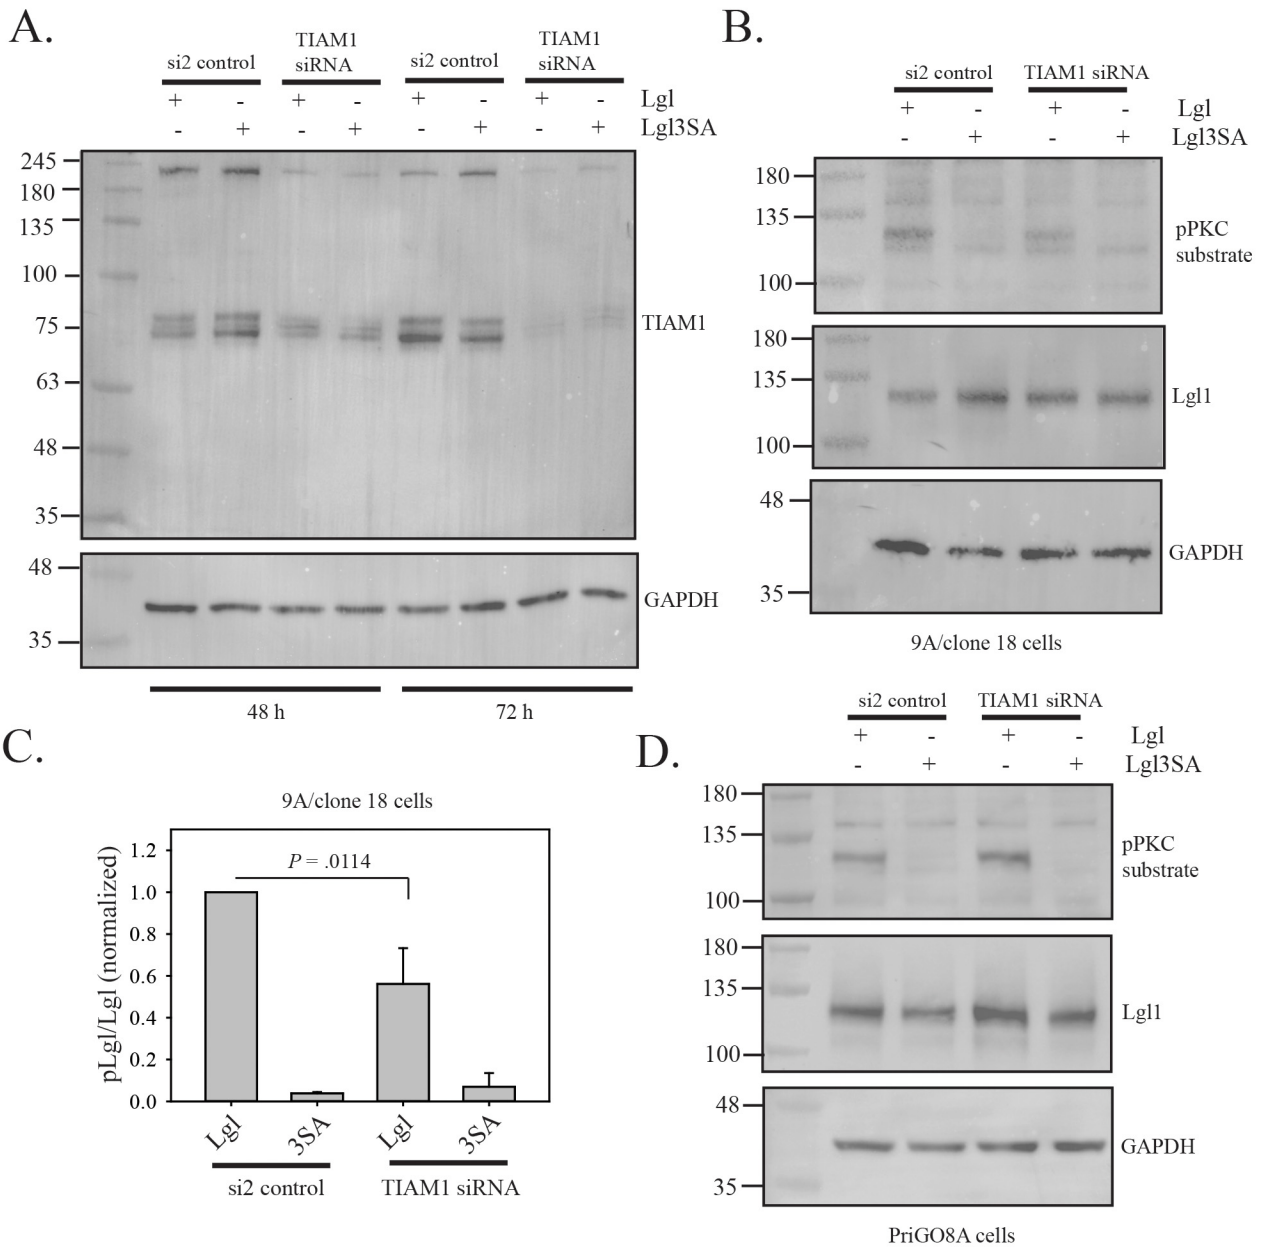 A.
si2 control
TIAM1
siRNA
si2 control
TIAM1
siRNA
+ - + - + - + - Lgl
- + - + - + - + Lgl3SA
245
180
135
100
75
63
48
35
TIAM1
48
35
GAPDH
48 h
72 h
B.
si2 control
TIAM1 siRNA
+ - + - Lgl
- + - + Lgl3SA
180
135
100
pPKC
substrate
180
135
100
Lgl1
48
35
GAPDH
9A/clone 18 cells
C.
9A/clone 18 cells
pLgl/Lgl (normalized)
1.2
1.0
0.8
0.6
0.4
0.2
0.0
P = .0114
Lgl
3SA
Lgl
3SA
si2 control
TIAM1 siRNA
D.
si2 control
TIAM1 siRNA
+ - + - Lgl
- + - + Lgl3SA
180
135
100
pPKC
substrate
180
135
100
Lgl1
48
35
GAPDH
PriGO8A cells